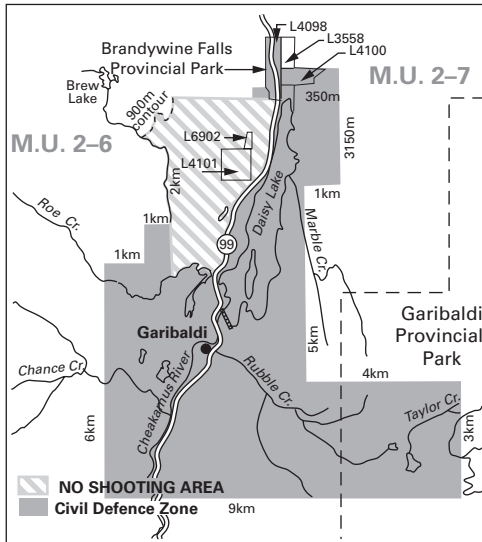 L4098
L3558
L4100
Brandywine Falls
Provincial Park
M.U. 2–7
Brew
Lake
900m
contour
350m
M.U. 2–6
L6902
3150m
L4101
2km
1km
Roe Cr.
1km
1km
99
Daisy Lake
Marble Cr.
Garibaldi
Provincial
Park
Garibaldi
5km
Chance Cr.
Cheakamus River
Rubble Cr.
4km
Taylor Cr.
6km
3km
NO SHOOTING AREA
Civil Defence Zone
9km